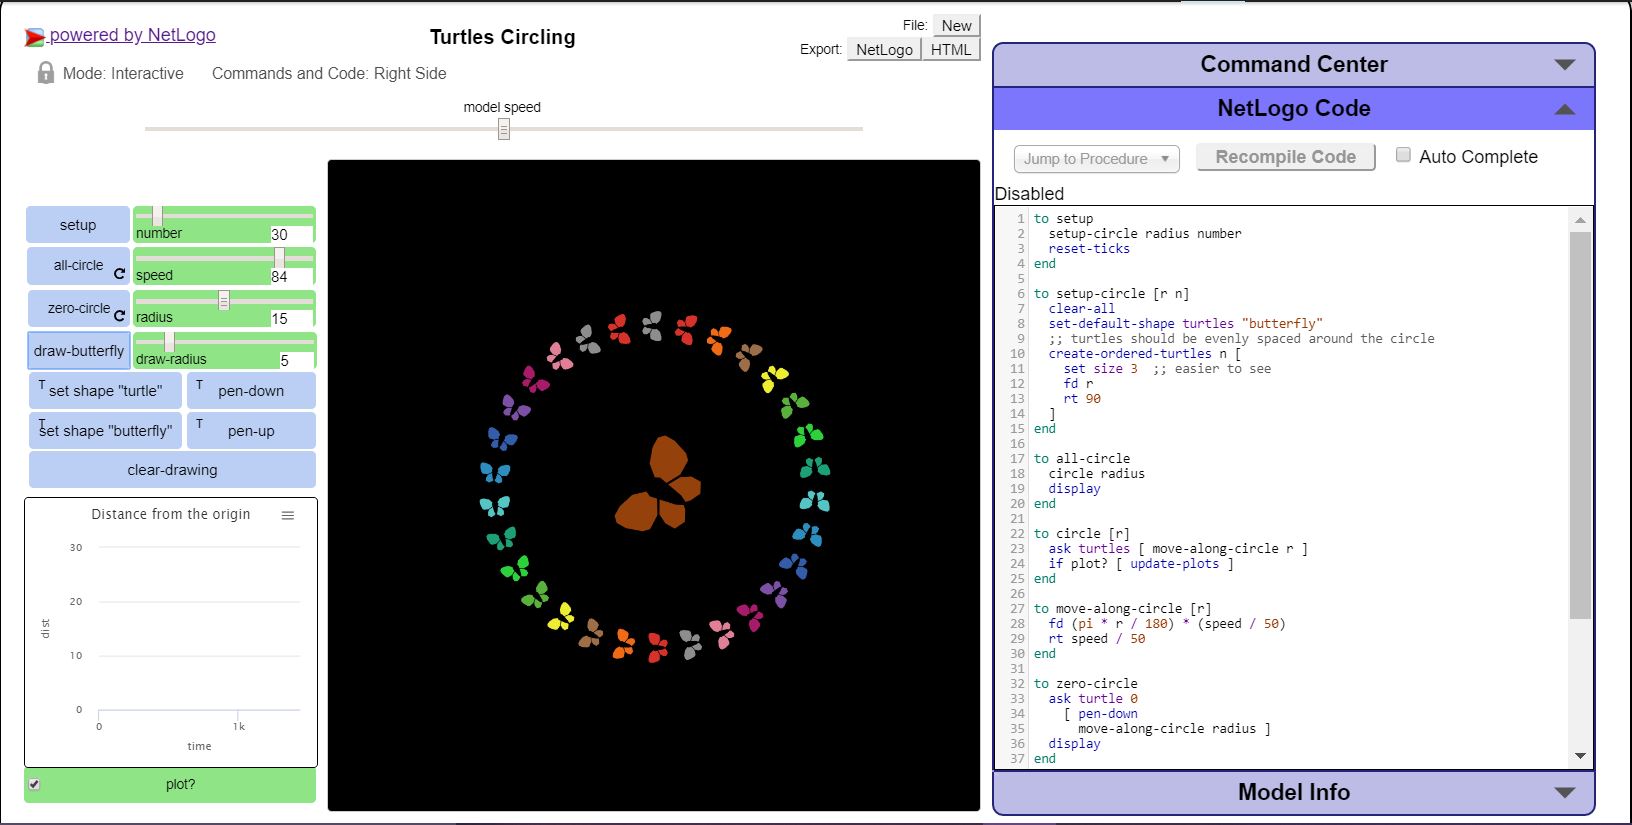 powered by NetLogo
Turtles Circling
File: New
Export: NetLogo HTML
Mode: Interactive
Commands and Code: Right Side
model speed
setup
number
30
all-circle
speed
84
zero-circle
radius
15
draw-butterfly
draw-radius
5
T
set shape "turtle"
T
pen-down
T
set shape "butterfly"
T
pen-up
clear-drawing
Distance from the origin
30
20
10
0
dist
0
1k
time
plot?
Command Center
NetLogo Code
Jump to Procedure
Recompile Code
Auto Complete
Disabled
1 to setup
2 setup-circle radius number
3 reset-ticks
4 end
5
6 to setup-circle [r n]
7 clear-all
8 set-default-shape turtles "butterfly"
9 ;; turtles should be evenly spaced around the circle
10 create-ordered-turtles n [
11 set size 3 ;; easier to see
12 fd r
13 rt 90
14 ]
15 end
16
17 to all-circle
18 circle radius
19 display
20 end
21
22 to circle [r]
23 ask turtles [ move-along-circle r ]
24 if plot? [ update-plots ]
25 end
26
27 to move-along-circle [r]
28 fd (pi * r / 180) * (speed / 50)
29 rt speed / 50
30 end
31
32 to zero-circle
33 ask turtle 0
34 [ pen-down
35 move-along-circle radius ]
36 display
37 end
Model Info